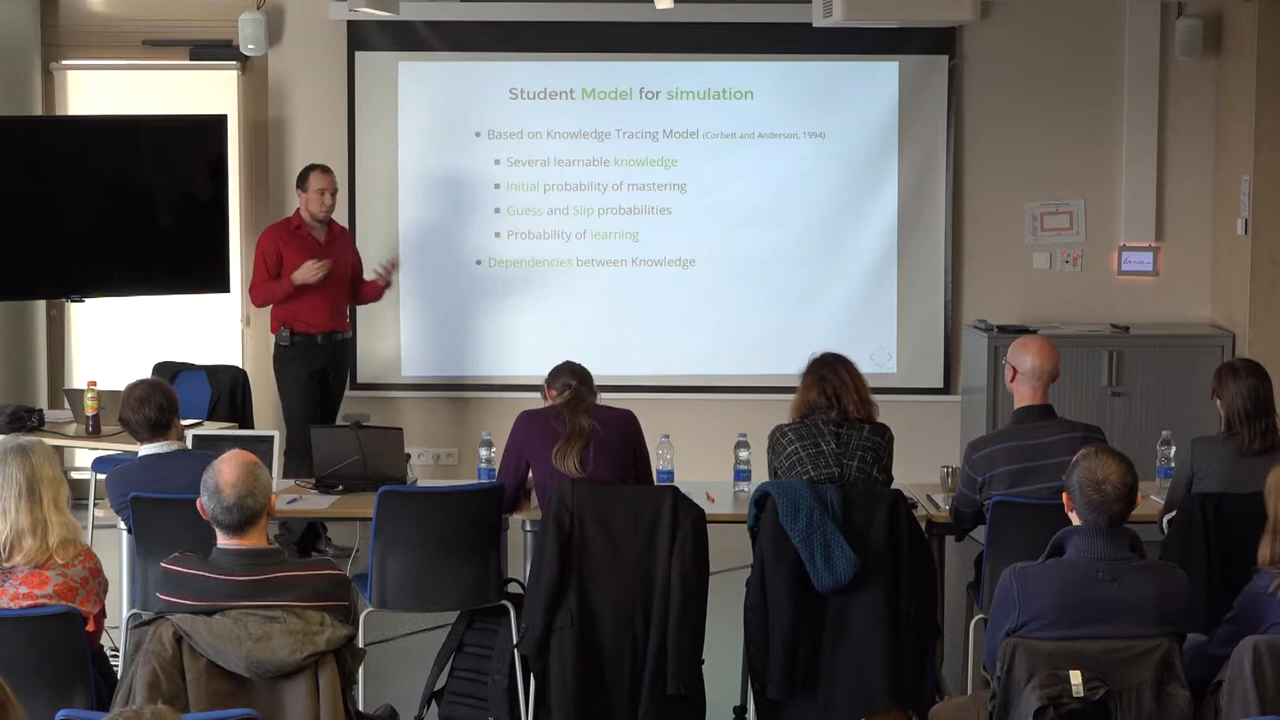 Student Model for simulation
Based on Knowledge Tracing Model (Corbett and Anderson, 1994)
Several learnable knowledge
Initial probability of mastering
Guess and Slip probabilities
Probability of learning
Dependencies between Knowledge